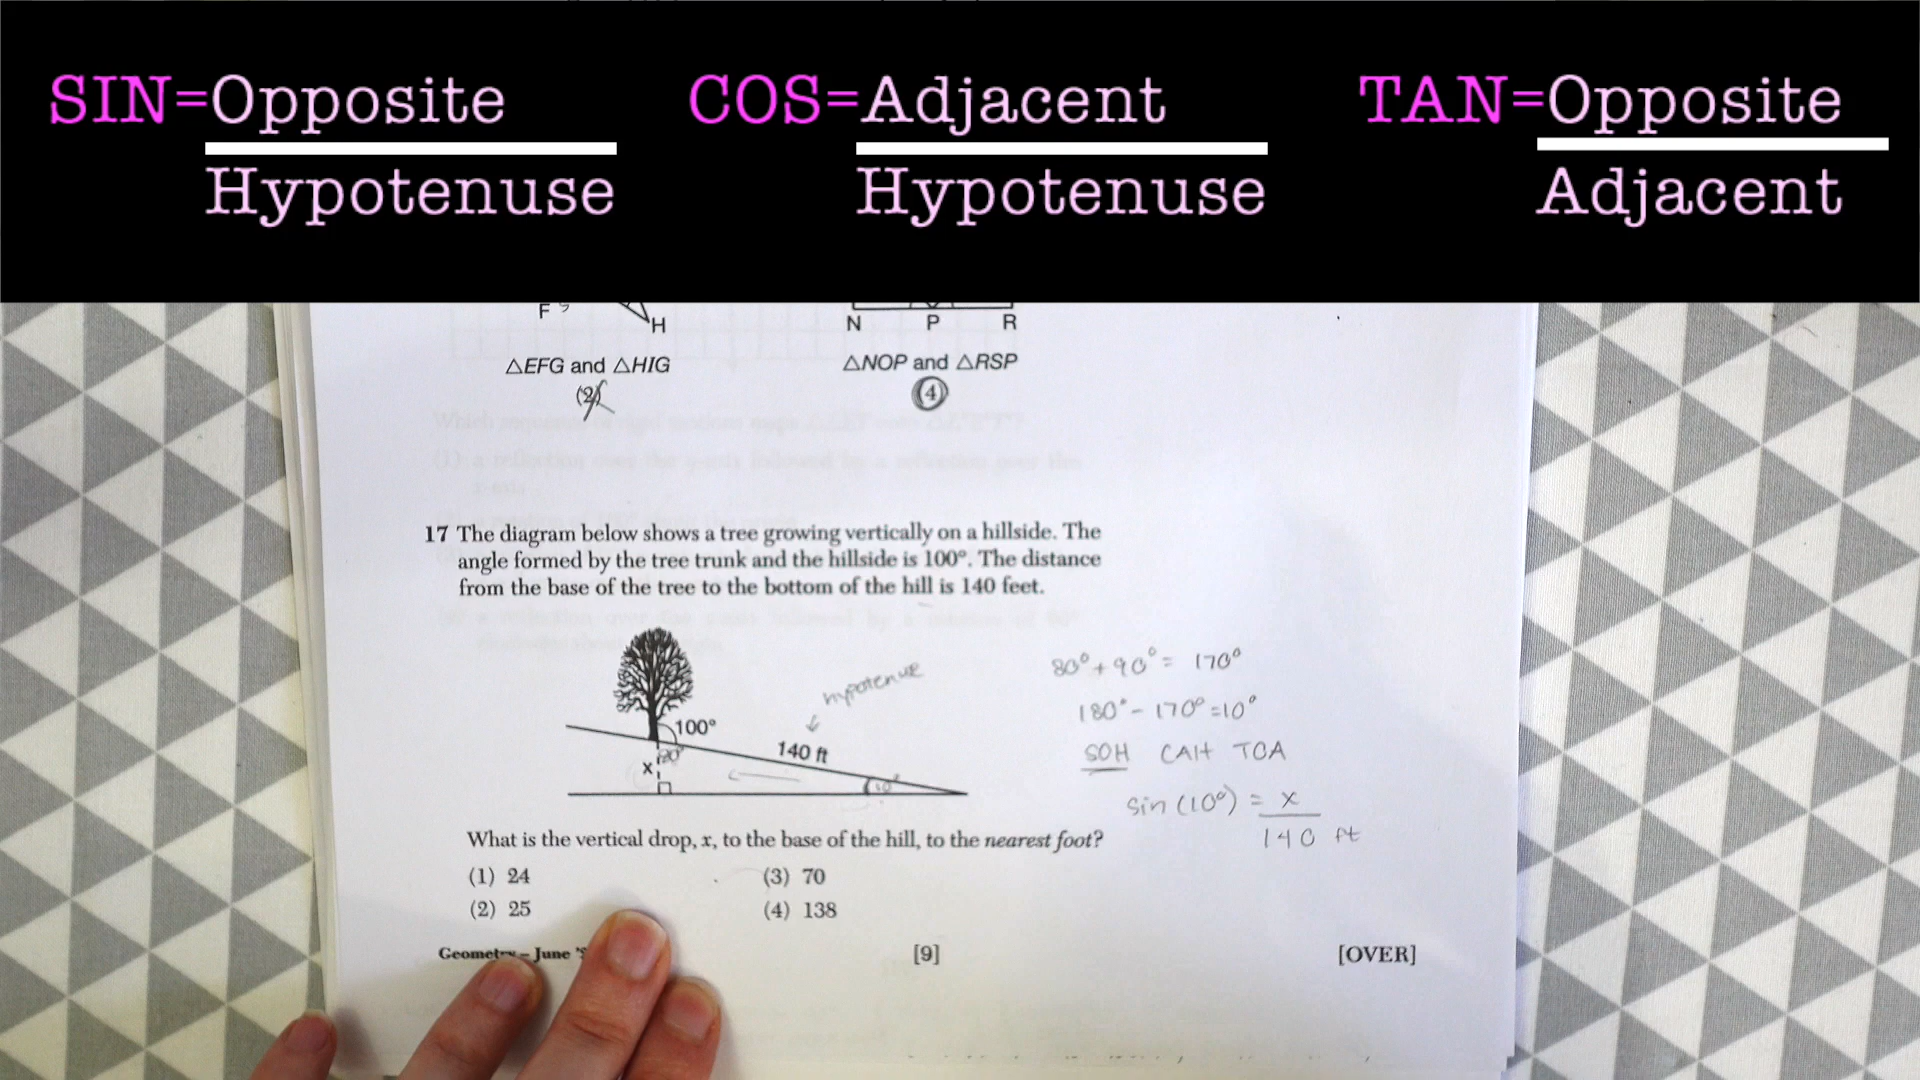 SIN=Opposite
Hypotenuse
COS=Adjacent
Hypotenuse
TAN=Opposite
Adjacent
F
H
N P R
△EFG and △HIG
(2)
△NOP and △RSP
(4)
17 The diagram below shows a tree growing vertically on a hillside. The
angle formed by the tree trunk and the hillside is 100°. The distance
from the base of the tree to the bottom of the hill is 140 feet.
hypotenuse
100°
140 ft
80°
x
10°
80° + 90° = 170°
180° - 170° = 10°
SOH CAH TOA
sin (10°) = x
140 ft
What is the vertical drop, x, to the base of the hill, to the nearest foot?
(1) 24
(2) 25
(3) 70
(4) 138
Geometry – June '
[9]
[OVER]